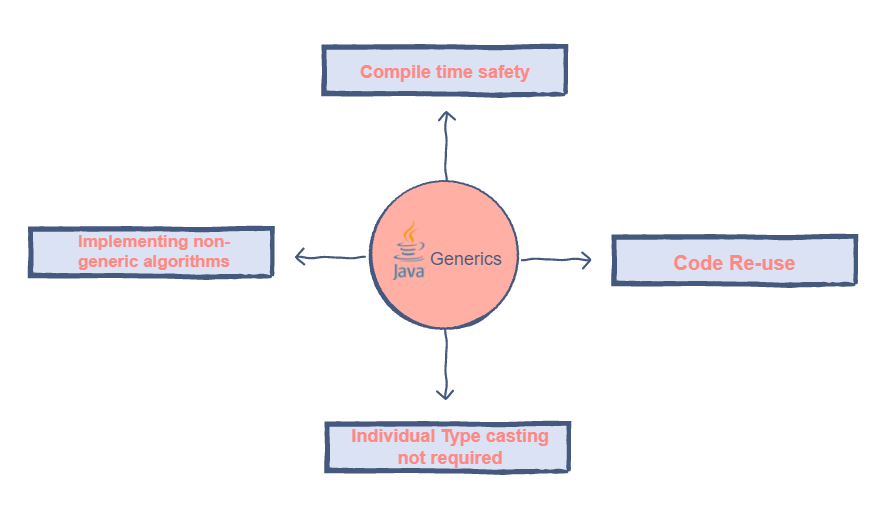 Compile time safety
Implementing non-
generic algorithms
Java
Generics
Code Re-use
Individual Type casting
not required